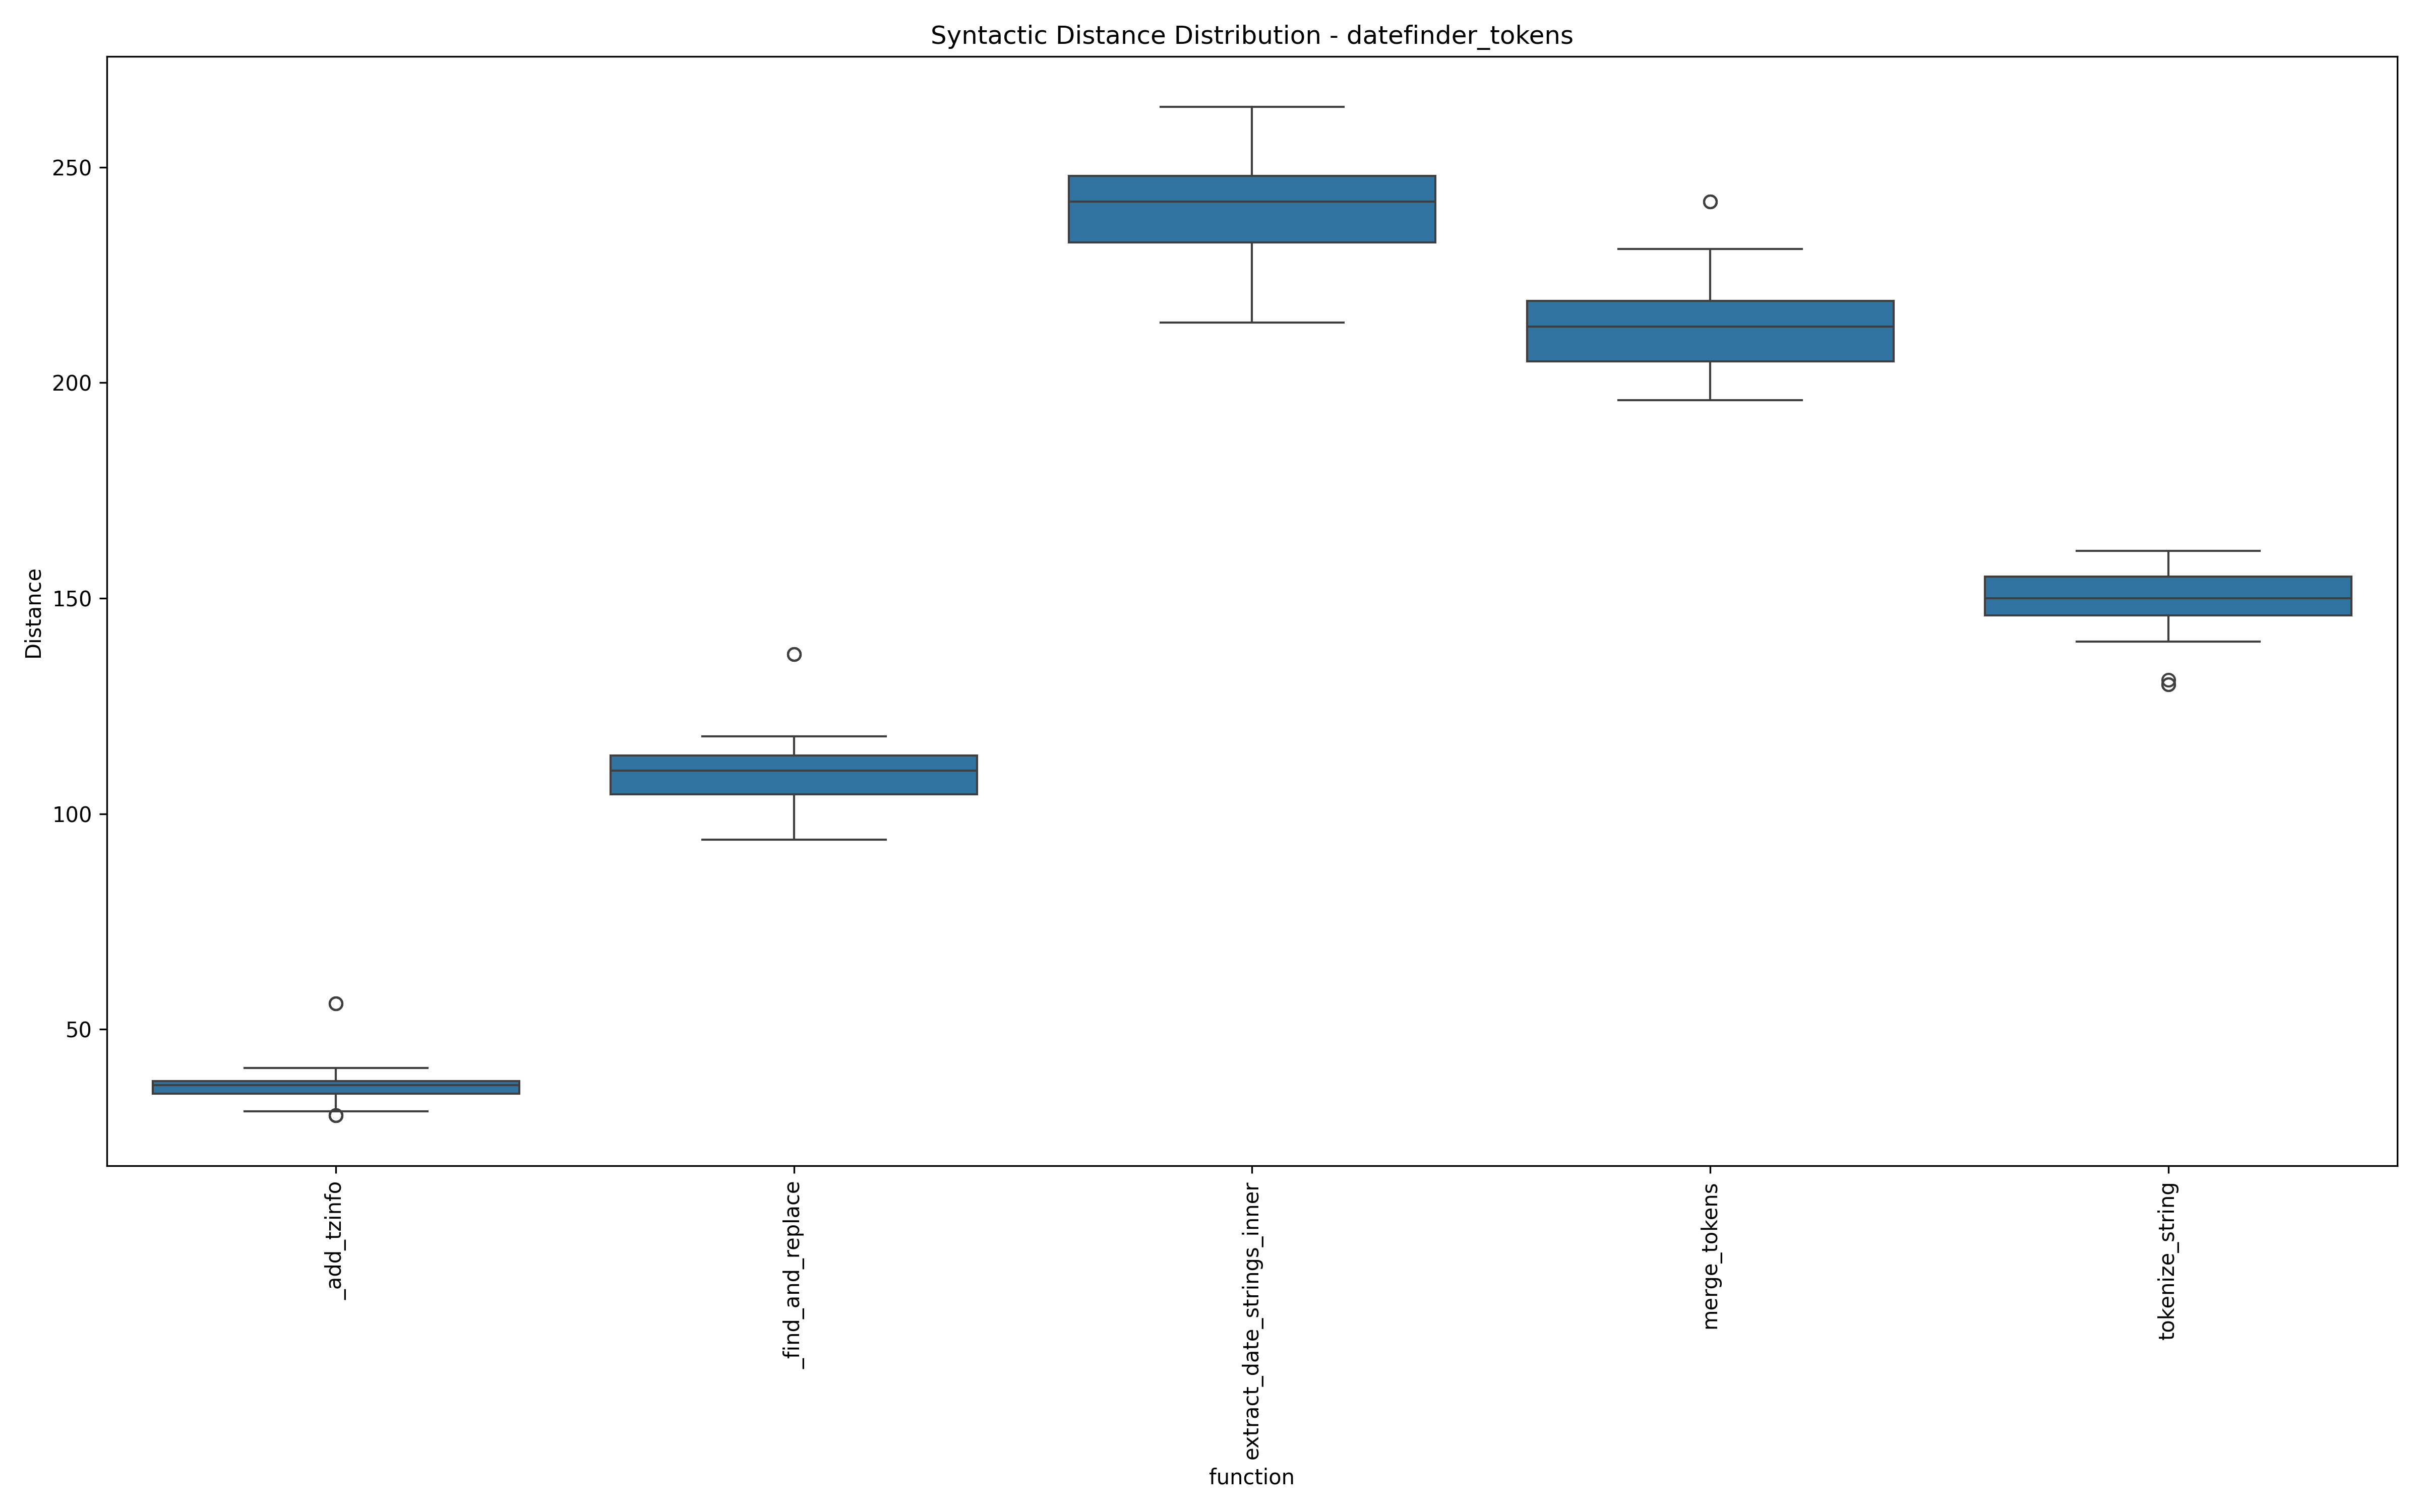 Syntactic Distance Distribution - datefinder_tokens
Distance
250
200
150
100
50
_add_tzinfo
_find_and_replace
extract_date_strings_inner
merge_tokens
tokenize_string
function